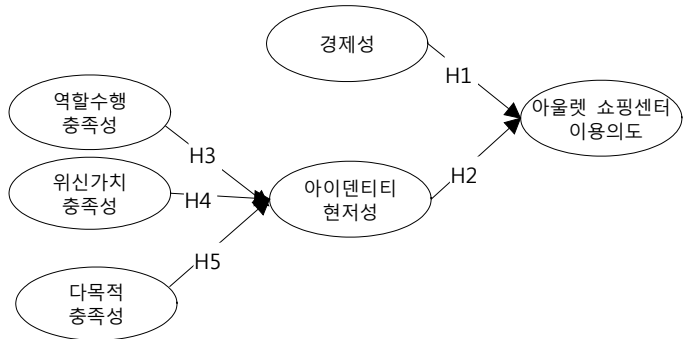 경제성
H1
아울렛 쇼핑센터
이용의도
역할수행
충족성
H3
위신가치
충족성
H4
아이덴티티
현저성
H2
H5
다목적
충족성